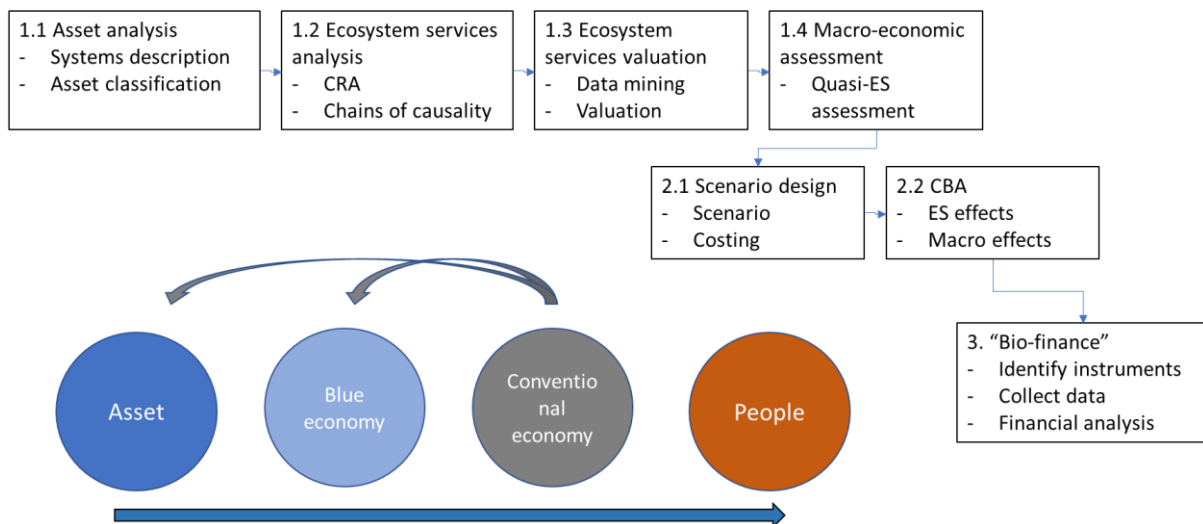 1.1 Asset analysis
- Systems description
- Asset classification
1.2 Ecosystem services
analysis
- CRA
- Chains of causality
1.3 Ecosystem
services valuation
- Data mining
- Valuation
1.4 Macro-economic
assessment
- Quasi-ES
assessment
2.1 Scenario design
- Scenario
- Costing
2.2 CBA
- ES effects
- Macro effects
3. “Bio-finance”
- Identify instruments
- Collect data
- Financial analysis
Asset
Blue
economy
Conventio
nal
economy
People